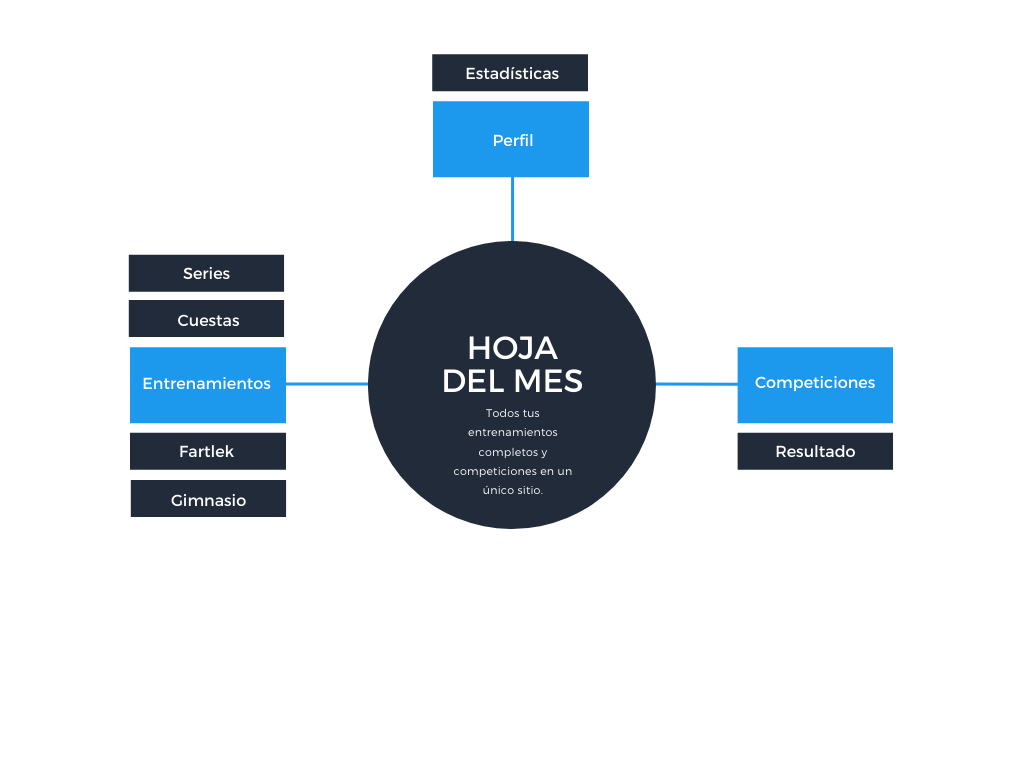 Estadísticas
Perfil
Series
Cuestas
Entrenamientos
Fartlek
Gimnasio
HOJA
DEL MES
Todos tus
entrenamientos
completos y
competiciones en un
único sitio.
Competiciones
Resultado